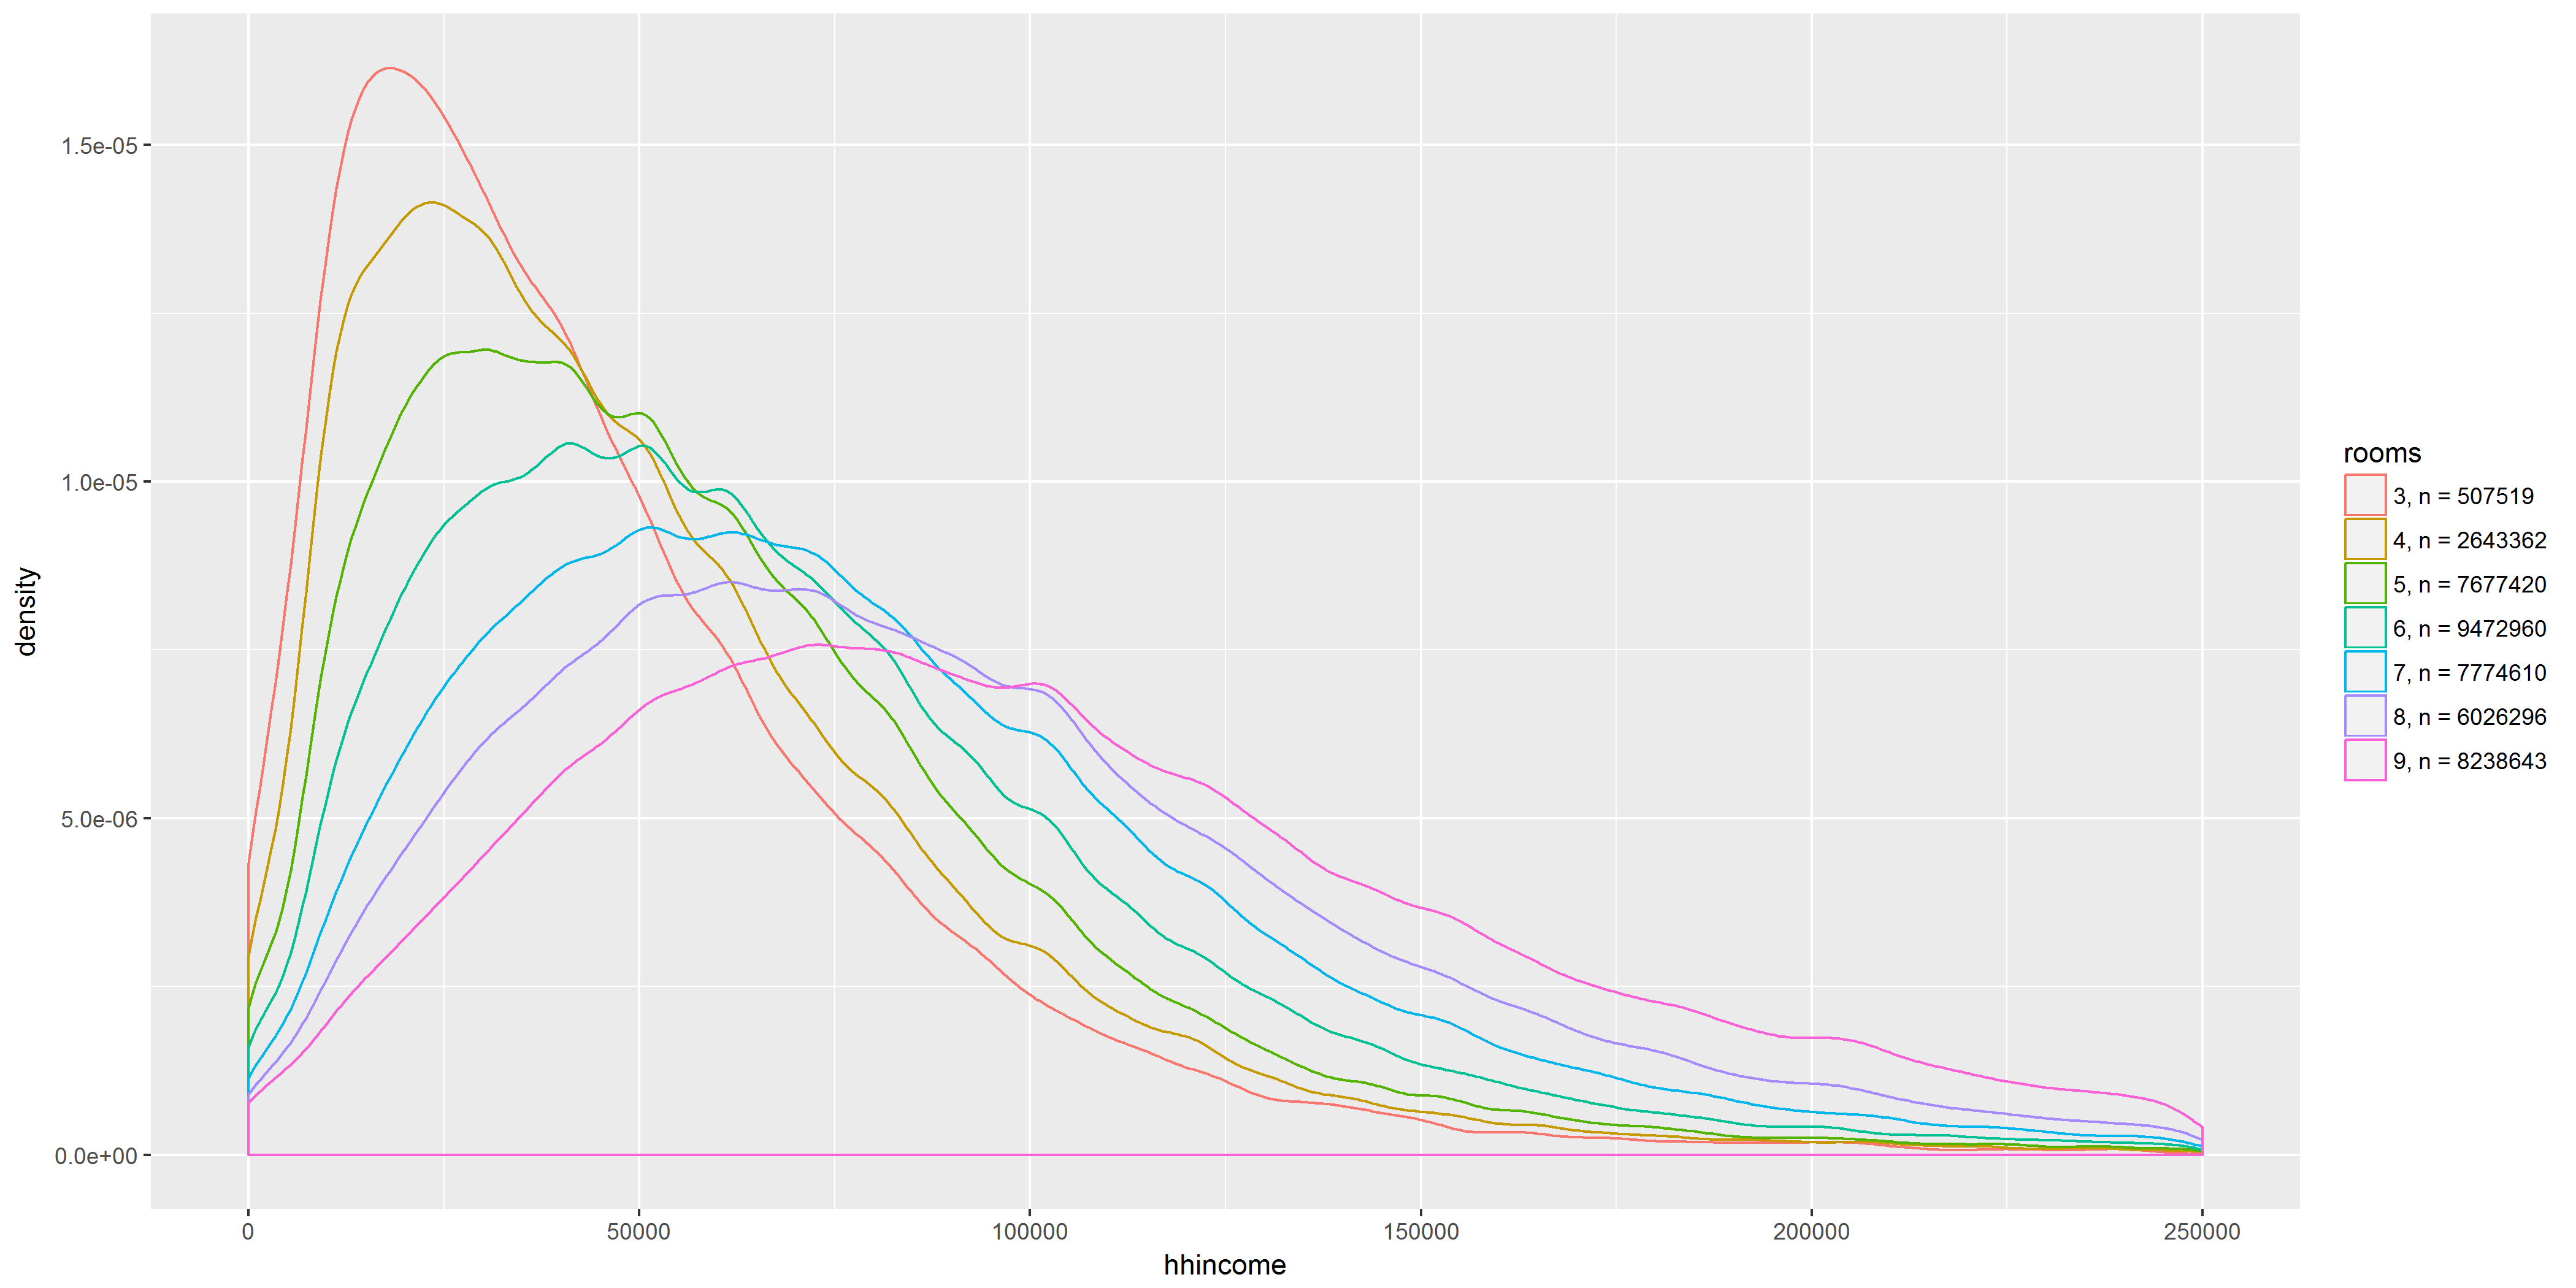 density
1.5e-05
1.0e-05
5.0e-06
0.0e+00
0
50000
100000
150000
200000
250000
hhincome
rooms
3, n = 507519
4, n = 2643362
5, n = 7677420
6, n = 9472960
7, n = 7774610
8, n = 6026296
9, n = 8238643